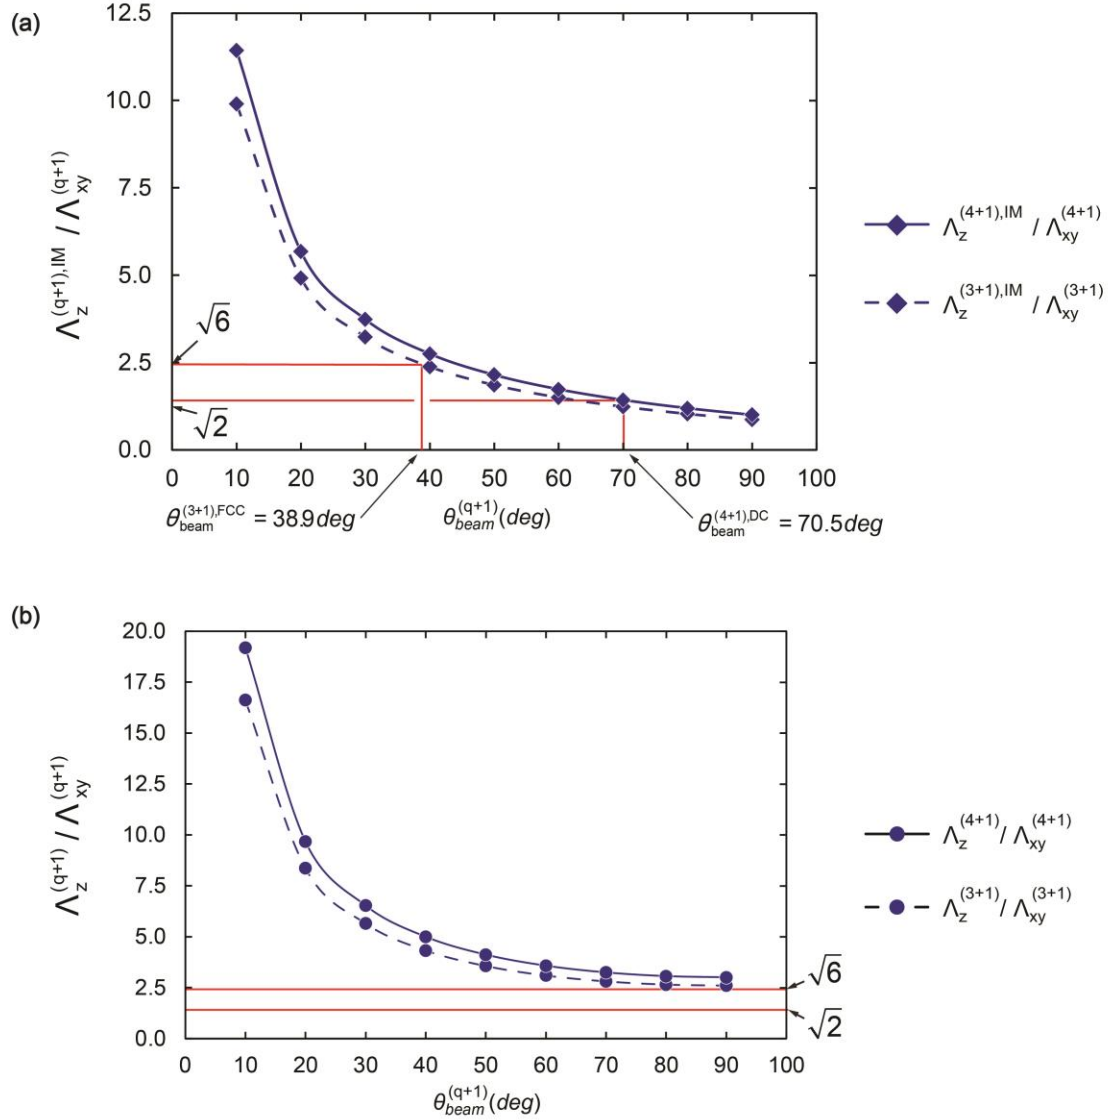 (a)
12.5
10.0
7.5
5.0
2.5
0.0
Λz^(q+1),IM / Λxy^(q+1)
√6
√2
0 10 20 30 40 50 60 70 80 90 100
θbeam^(3+1),FCC = 38.9deg
θbeam^(q+1)(deg)
θbeam^(4+1),DC = 70.5deg
Λz^(4+1),IM / Λxy^(4+1)
Λz^(3+1),IM / Λxy^(3+1)
(b)
20.0
17.5
15.0
12.5
10.0
7.5
5.0
2.5
0.0
Λz^(q+1) / Λxy^(q+1)
√6
√2
0 10 20 30 40 50 60 70 80 90 100
θbeam^(q+1)(deg)
Λz^(4+1) / Λxy^(4+1)
Λz^(3+1) / Λxy^(3+1)